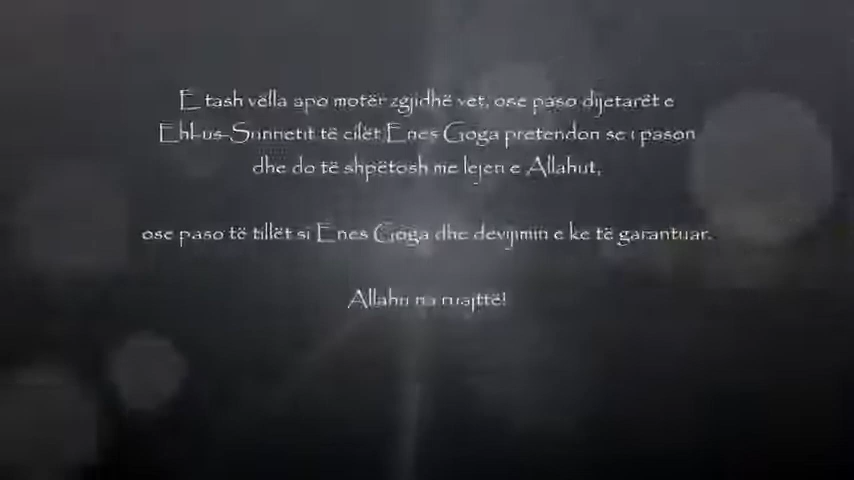 E tash vëlla apo motër zgjidhë vet, ose paso dijetarët e
Ehl-us-Sunnetit të cilët Enes Goga pretendon se i pason
dhe do të shpëtosh me lejen e Allahut,
ose paso të tillët si Enes Goga dhe devijimin e ke të garantuar.
Allahu na ruajttë!